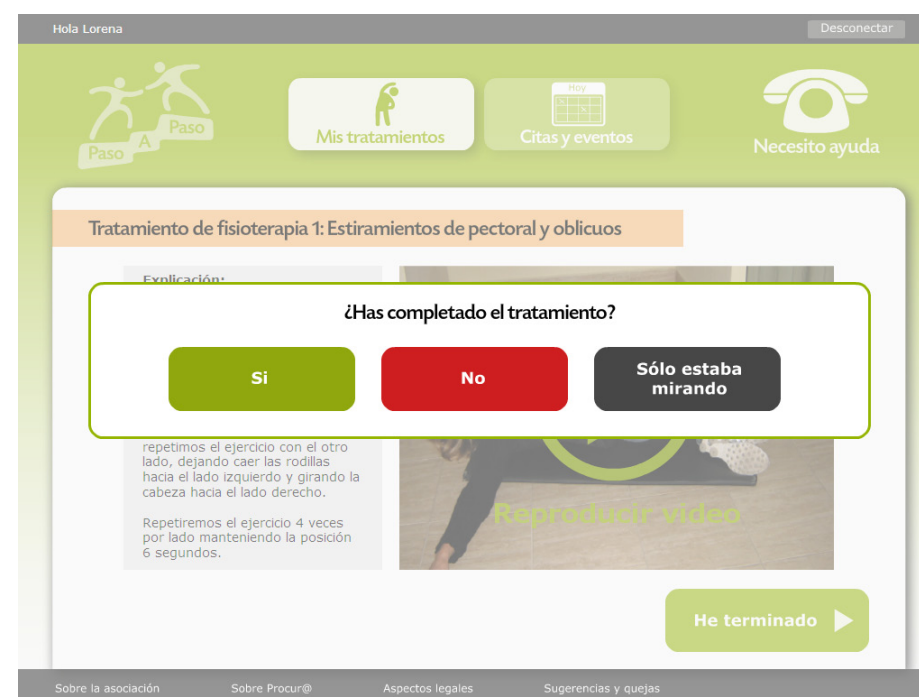 Hola Lorena
Desconectar
Paso
A
Paso
Mis tratamientos
Hoy
Citas y eventos
Necesito ayuda
Tratamiento de fisioterapia 1: Estiramientos de pectoral y oblicuos
Explicación:
¿Has completado el tratamiento?
Si
No
Sólo estaba
mirando
repetimos el ejercicio con el otro
lado, dejando caer las rodillas
hacia el lado izquierdo y girando la
cabeza hacia el lado derecho.
Repetiremos el ejercicio 4 veces
por lado manteniendo la posición
6 segundos.
Reproducir video
He terminado
Sobre la asociación
Sobre Procur@
Aspectos legales
Sugerencias y quejas